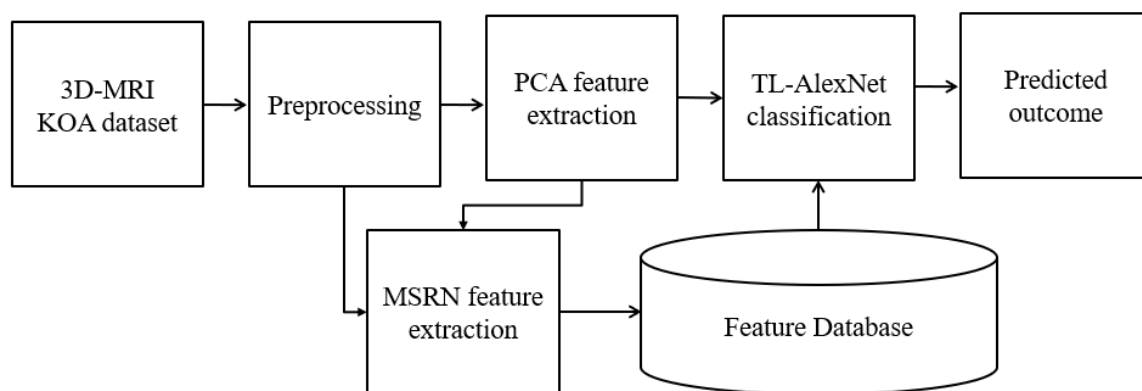 3D-MRI
KOA dataset
Preprocessing
PCA feature
extraction
TL-AlexNet
classification
Predicted
outcome
MSRN feature
extraction
Feature Database